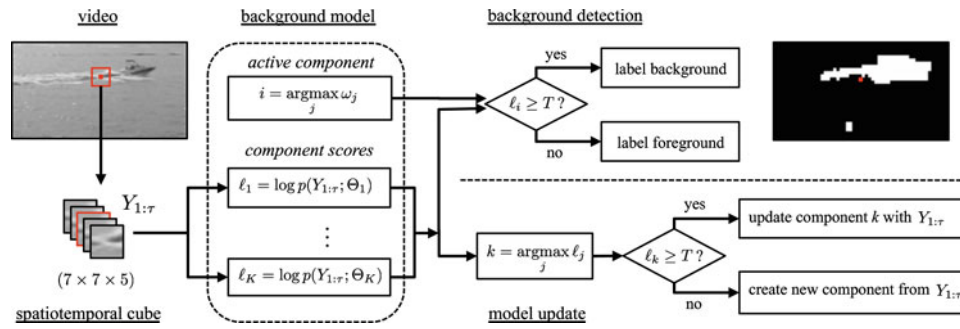 video
background model
background detection
active component
i = argmax ω_j
j
component scores
ℓ_1 = log p(Y_{1:τ}; Θ_1)
⋮
ℓ_K = log p(Y_{1:τ}; Θ_K)
Y_{1:τ}
(7 × 7 × 5)
spatiotemporal cube
ℓ_i ≥ T ?
yes
label background
no
label foreground
k = argmax ℓ_j
j
ℓ_k ≥ T ?
yes
update component k with Y_{1:τ}
no
create new component from Y_{1:τ}
model update